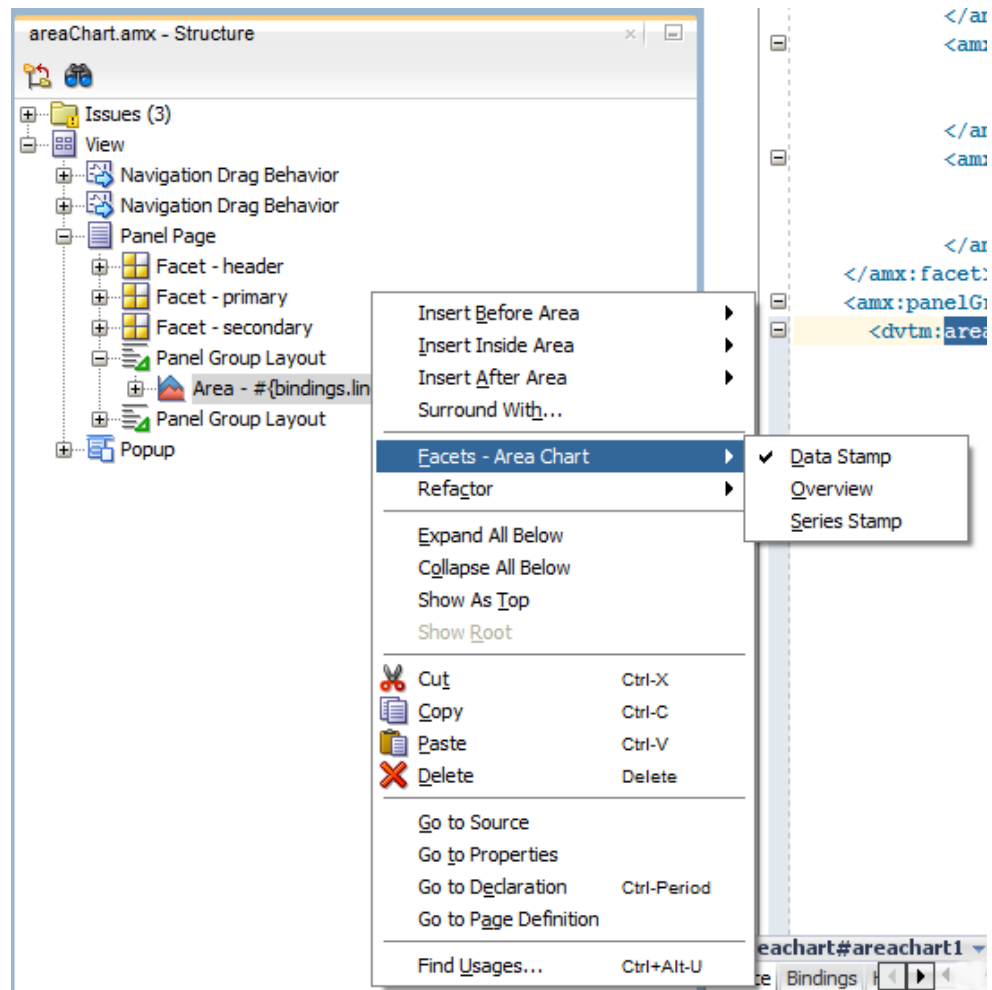 areaChart.amx - Structure
Issues (3)
View
Navigation Drag Behavior
Navigation Drag Behavior
Panel Page
Facet - header
Facet - primary
Facet - secondary
Panel Group Layout
Area - #{bindings.lin
Panel Group Layout
Popup
Insert Before Area
Insert Inside Area
Insert After Area
Surround With...
Facets - Area Chart
Refactor
Expand All Below
Collapse All Below
Show As Top
Show Root
Cut Ctrl-X
Copy Ctrl-C
Paste Ctrl-V
Delete Delete
Go to Source
Go to Properties
Go to Declaration Ctrl-Period
Go to Page Definition
Find Usages... Ctrl+Alt-U
Data Stamp
Overview
Series Stamp
</am
<amx
</am
<amx
</am
</amx:facet>
<amx:panelGr
<dvtm:area
eachart#areachart1
ce Bindings